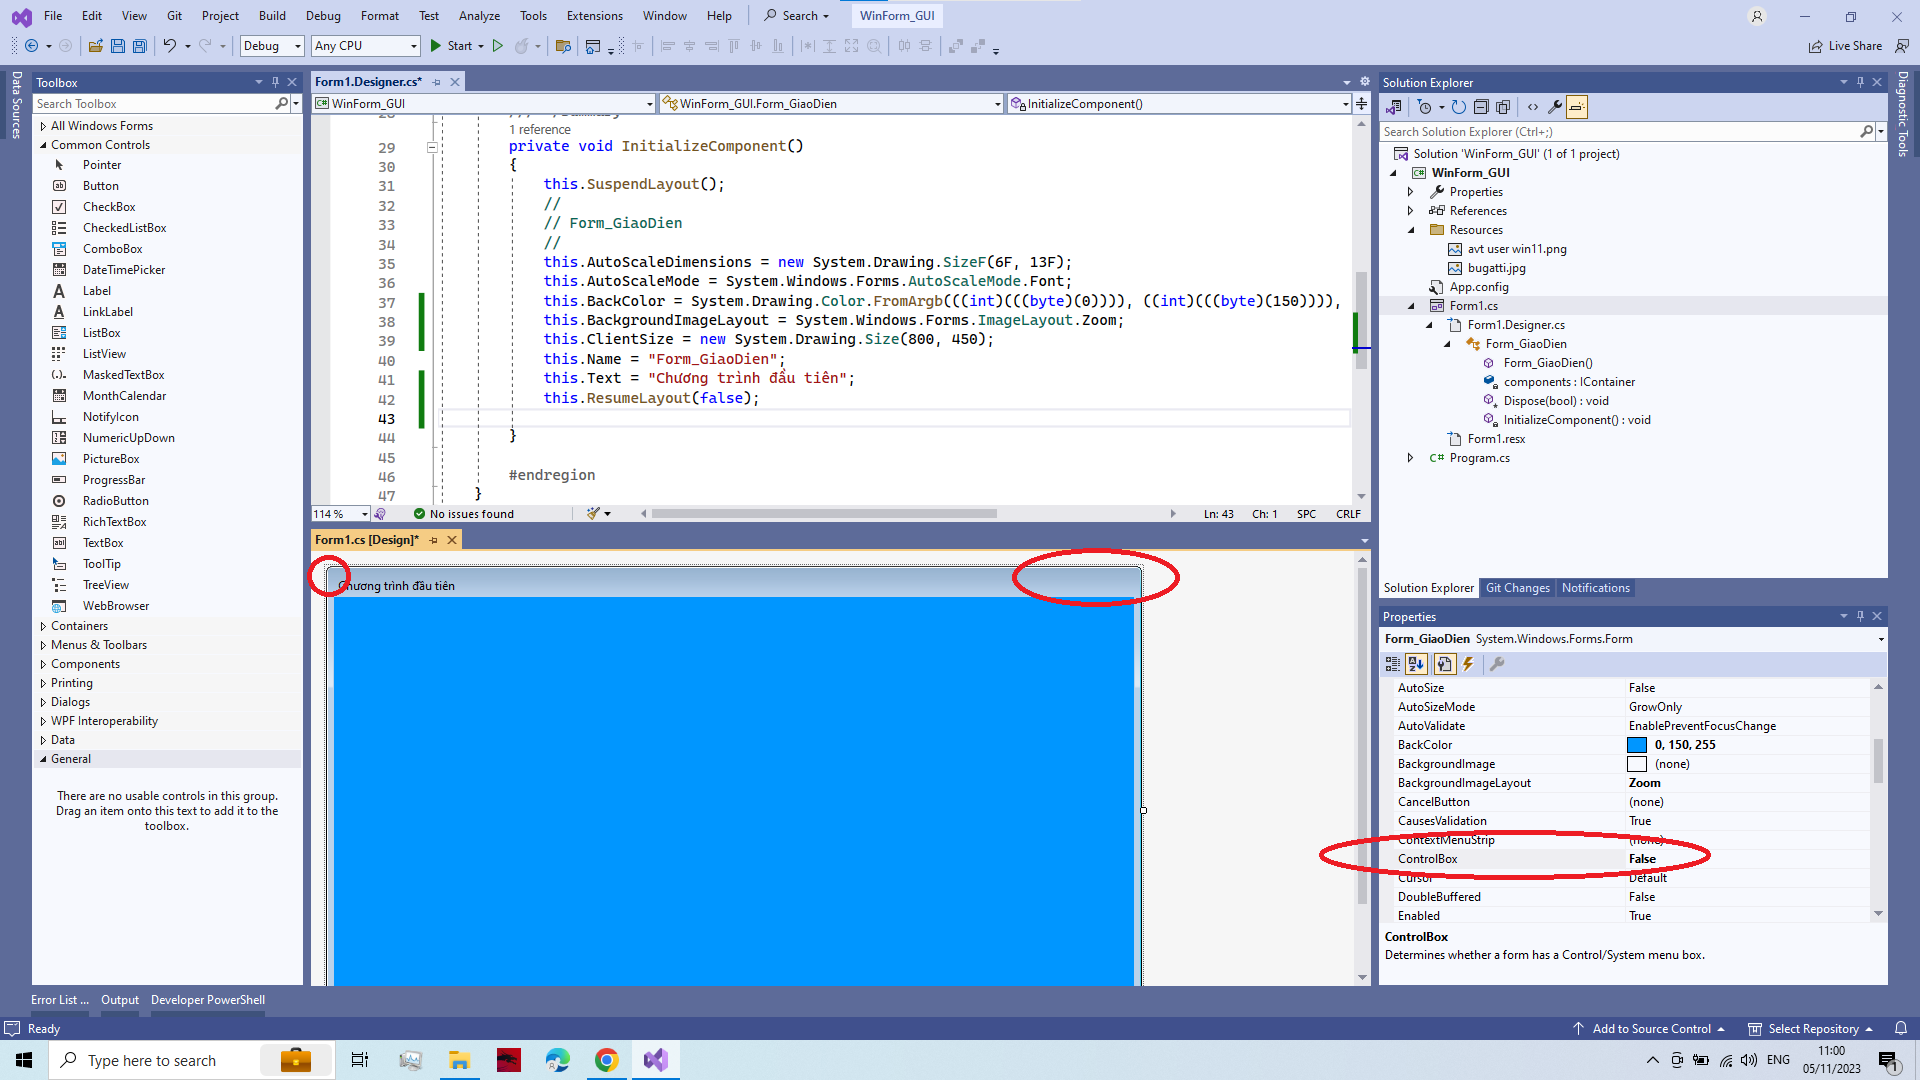 File Edit View Git Project Build Debug Format Test Analyze Tools Extensions Window Help Search WinForm_GUI
Debug Any CPU Start Live Share
Data Sources
Toolbox
Search Toolbox
All Windows Forms
Common Controls
Pointer
Button
CheckBox
CheckedListBox
ComboBox
DateTimePicker
Label
LinkLabel
ListBox
ListView
MaskedTextBox
MonthCalendar
NotifyIcon
NumericUpDown
PictureBox
ProgressBar
RadioButton
RichTextBox
TextBox
ToolTip
TreeView
WebBrowser
Containers
Menus & Toolbars
Components
Printing
Dialogs
WPF Interoperability
Data
General
There are no usable controls in this group.
Drag an item onto this text to add it to the
toolbox.
Form1.Designer.cs*
WinForm_GUI WinForm_GUI.Form_GiaoDien InitializeComponent()
1 reference
29 private void InitializeComponent()
30 {
31 this.SuspendLayout();
32 //
33 // Form_GiaoDien
34 //
35 this.AutoScaleDimensions = new System.Drawing.SizeF(6F, 13F);
36 this.AutoScaleMode = System.Windows.Forms.AutoScaleMode.Font;
37 this.BackColor = System.Drawing.Color.FromArgb(((int)(((byte)(0)))), ((int)(((byte)(150)))),
38 this.BackgroundImageLayout = System.Windows.Forms.ImageLayout.Zoom;
39 this.ClientSize = new System.Drawing.Size(800, 450);
40 this.Name = "Form_GiaoDien";
41 this.Text = "Chương trình đầu tiên";
42 this.ResumeLayout(false);
43
44 }
45
46 #endregion
47 }
114 % No issues found Ln: 43 Ch: 1 SPC CRLF
Form1.cs [Design]*
Chương trình đầu tiên
Solution Explorer
Search Solution Explorer (Ctrl+;)
Solution 'WinForm_GUI' (1 of 1 project)
WinForm_GUI
Properties
References
Resources
avt user win11.png
bugatti.jpg
App.config
Form1.cs
Form1.Designer.cs
Form_GiaoDien
Form_GiaoDien()
components : IContainer
Dispose(bool) : void
InitializeComponent() : void
Form1.resx
C# Program.cs
Solution Explorer Git Changes Notifications
Diagnostic Tools
Properties
Form_GiaoDien System.Windows.Forms.Form
AutoSize False
AutoSizeMode GrowOnly
AutoValidate EnablePreventFocusChange
BackColor 0, 150, 255
BackgroundImage (none)
BackgroundImageLayout Zoom
CancelButton (none)
CausesValidation True
ContextMenuStrip (none)
ControlBox False
Cursor Default
DoubleBuffered False
Enabled True
ControlBox
Determines whether a form has a Control/System menu box.
Error List ... Output Developer PowerShell
Ready Add to Source Control Select Repository
Type here to search
ENG
11:00
05/11/2023
1